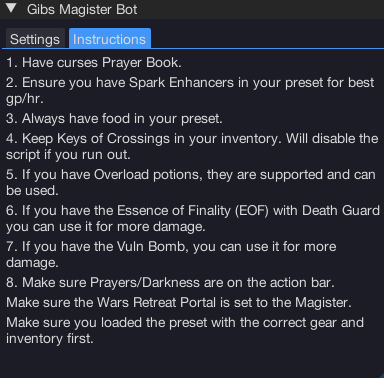 Gibs Magister Bot
Settings Instructions
1. Have curses Prayer Book.
2. Ensure you have Spark Enhancers in your preset for best
gp/hr.
3. Always have food in your preset.
4. Keep Keys of Crossings in your inventory. Will disable the
script if you run out.
5. If you have Overload potions, they are supported and can
be used.
6. If you have the Essence of Finality (EOF) with Death Guard
you can use it for more damage.
7. If you have the Vuln Bomb, you can use it for more
damage.
8. Make sure Prayers/Darkness are on the action bar.
Make sure the Wars Retreat Portal is set to the Magister.
Make sure you loaded the preset with the correct gear and
inventory first.